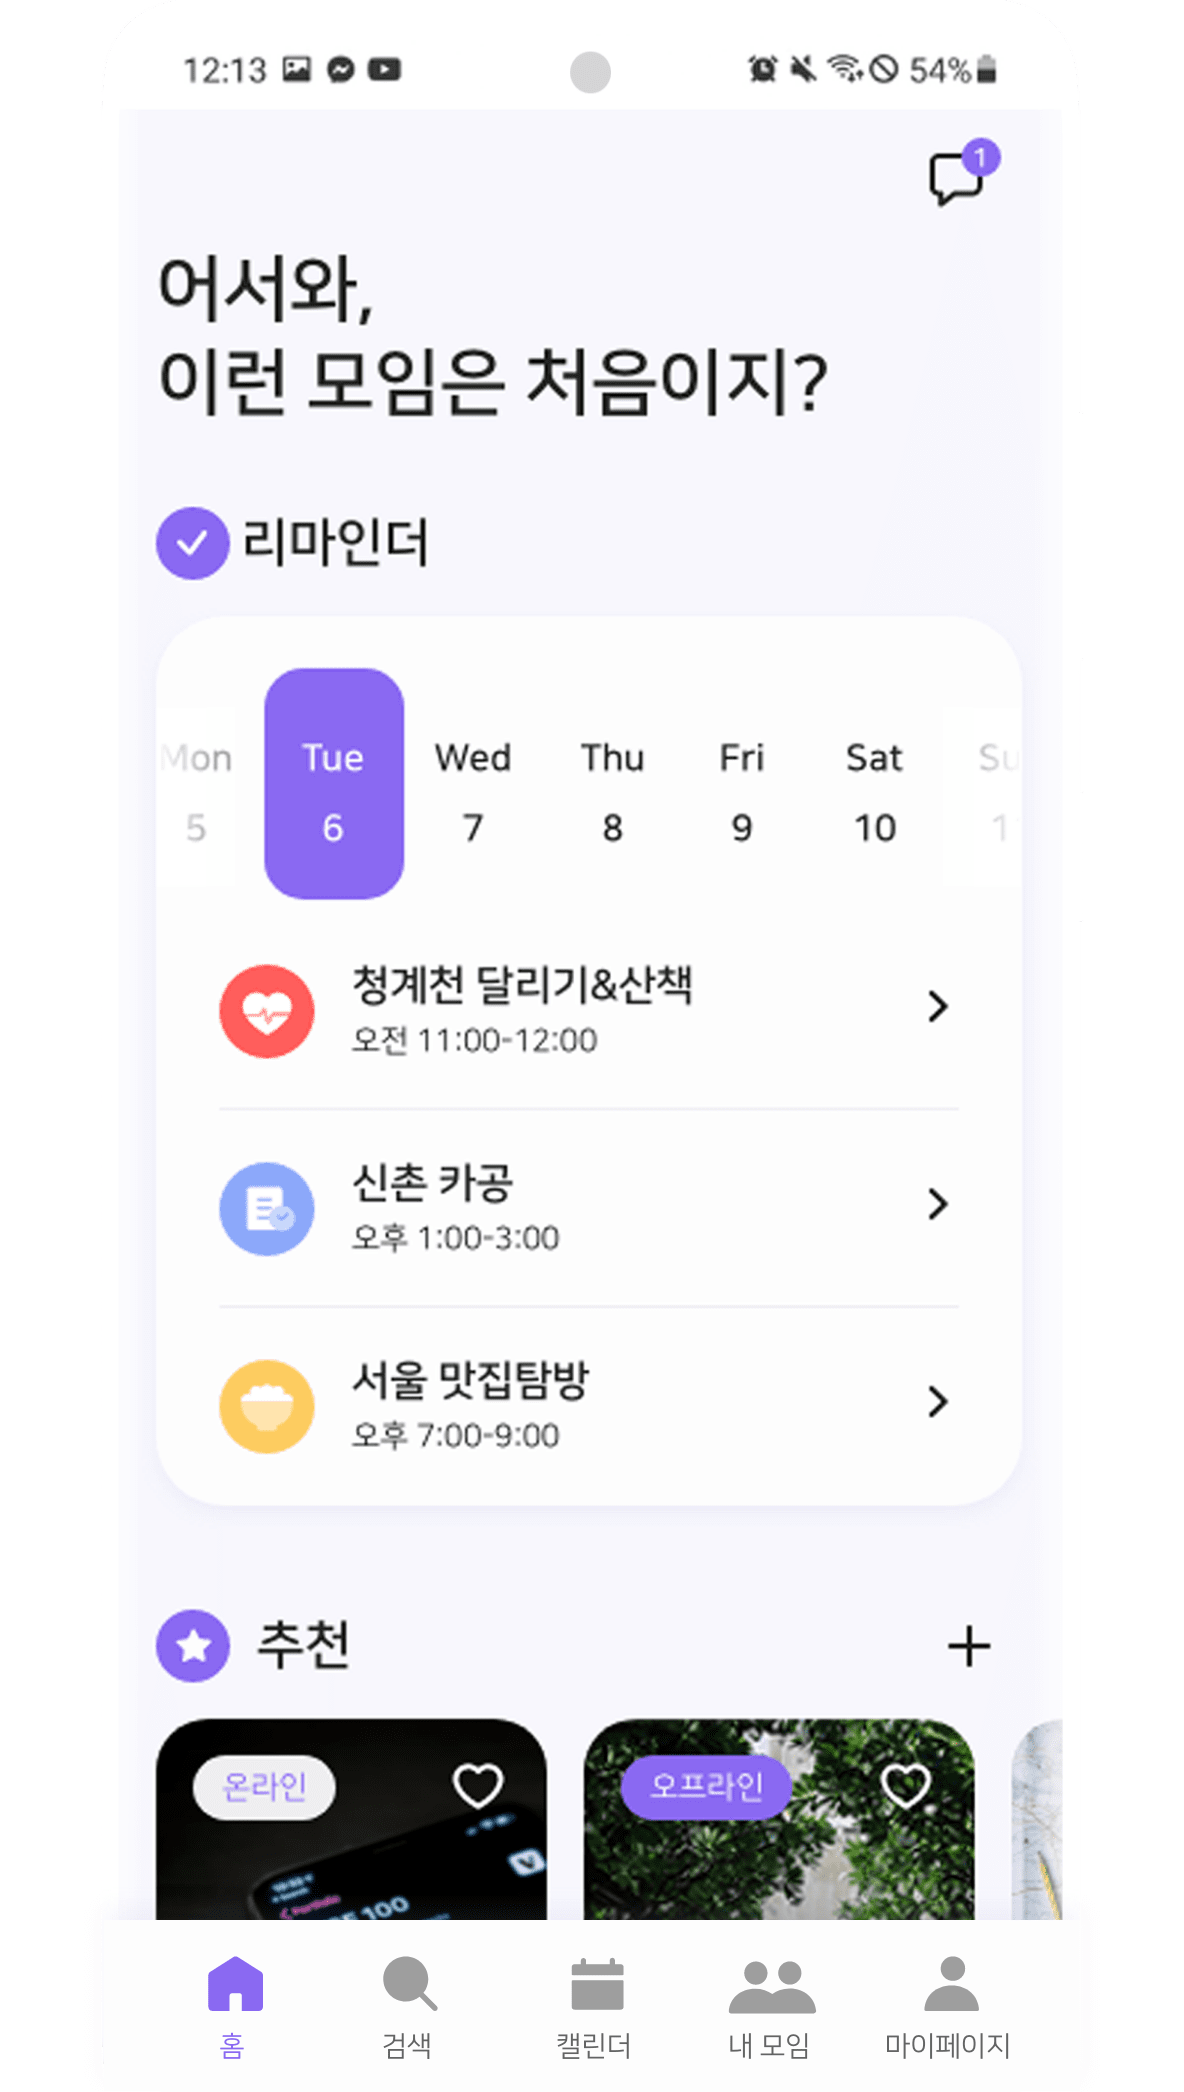 12:13 54%
1
어서와,
이런 모임은 처음이지?
리마인더
Mon Tue Wed Thu Fri Sat
5 6 7 8 9 10
청계천 달리기&산책
오전 11:00-12:00
신촌 카공
오후 1:00-3:00
서울 맛집탐방
오후 7:00-9:00
추천
온라인 오프라인
100
홈 검색 캘린더 내 모임 마이페이지